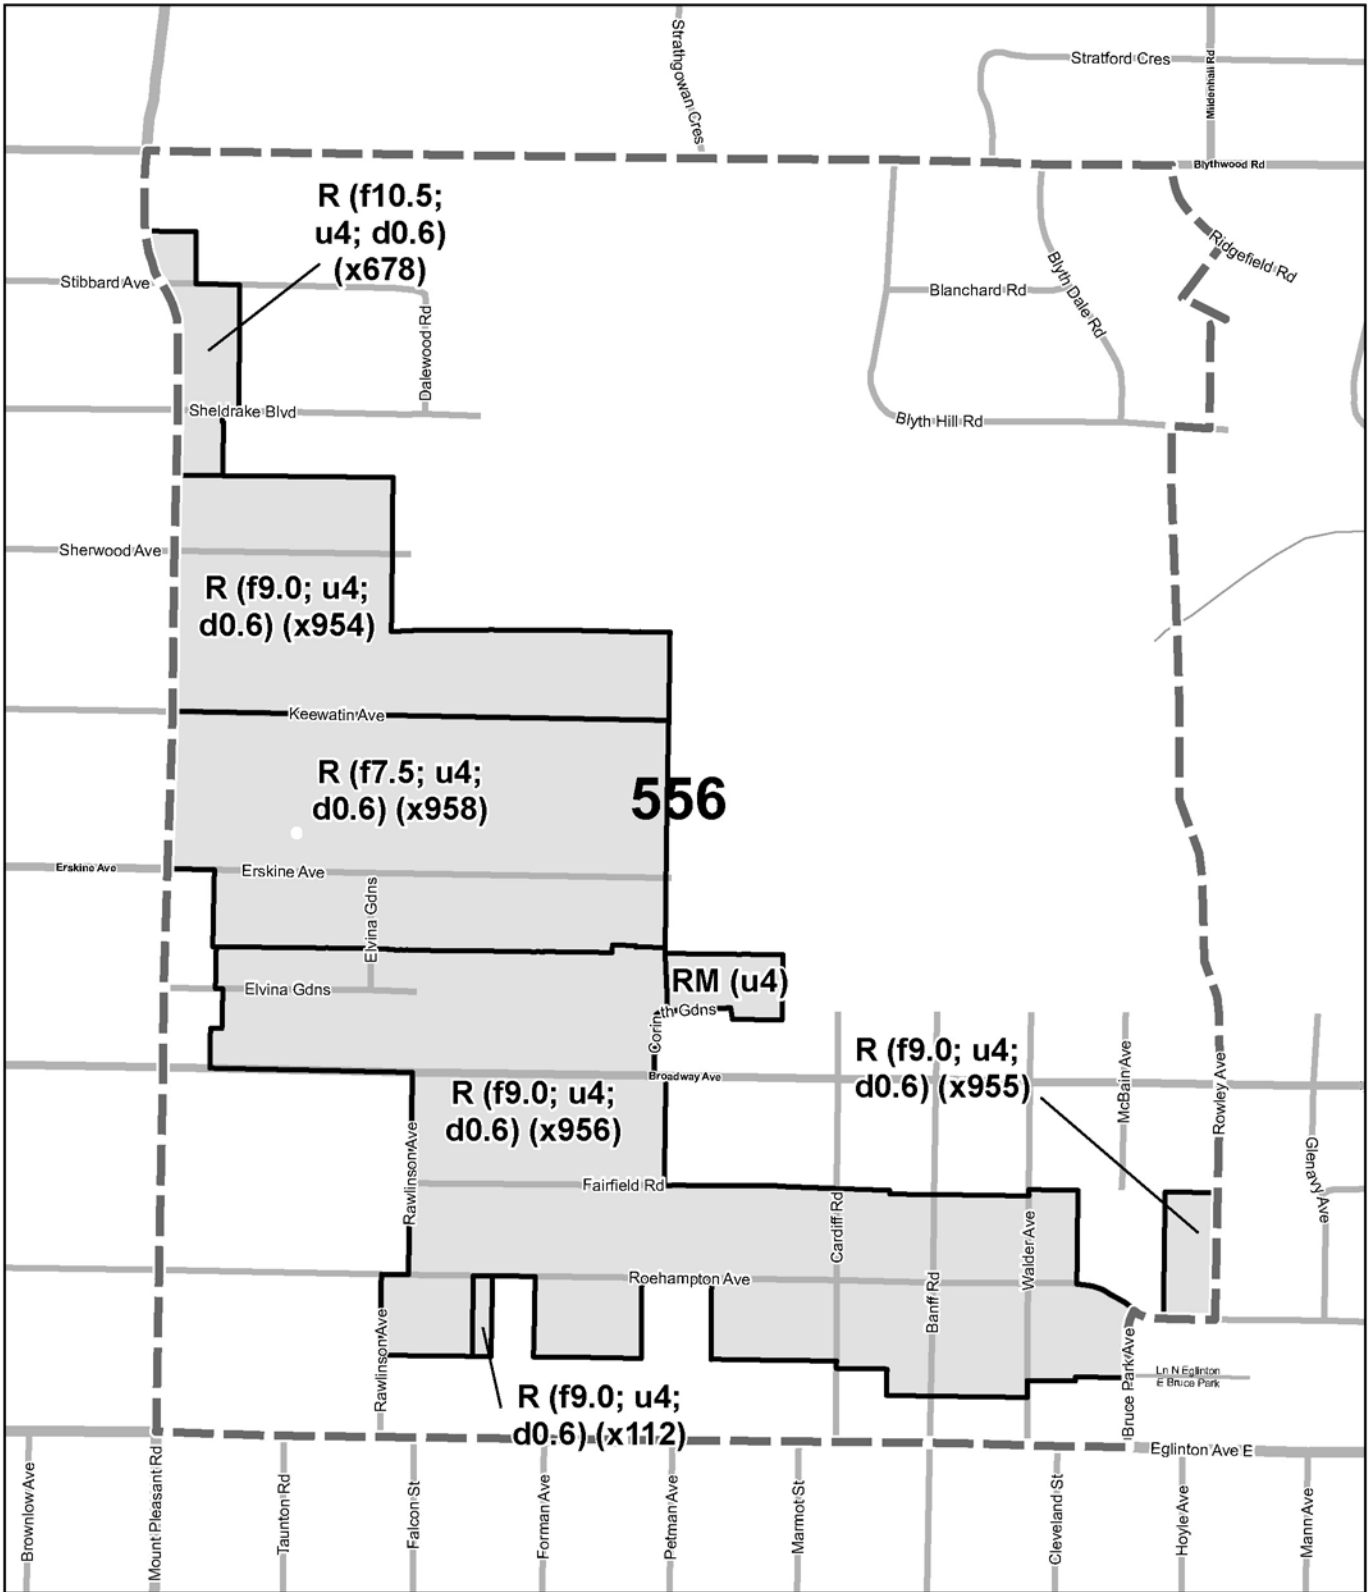 Strathgowan Cres
Stratford Cres
Mildenhall Rd
Blythwood Rd
R (f10.5;
u4; d0.6)
(x678)
Ridgefield Rd
Stibbard Ave
Blanchard Rd
Blyth Dale Rd
Dalewood Rd
Sheldrake Blvd
Blyth Hill Rd
Sherwood Ave
R (f9.0; u4;
d0.6) (x954)
Keewatin Ave
R (f7.5; u4;
d0.6) (x958)
556
Erskine Ave
Erskine Ave
Elvina Gdns
Elvina Gdns
RM (u4)
Corinth Gdns
R (f9.0; u4;
d0.6) (x955)
McBain Ave
Rowley Ave
Broadway Ave
R (f9.0; u4;
d0.6) (x956)
Rawlinson Ave
Glenavy Ave
Fairfield Rd
Cardiff Rd
Walder Ave
Banff Rd
Roehampton Ave
Rawlinson Ave
Bruce Park Ave
Ln N Eglinton
E Bruce Park
R (f9.0; u4;
d0.6) (x112)
Eglinton Ave E
Brownlow Ave
Mount Pleasant Rd
Taunton Rd
Falcon St
Forman Ave
Petman Ave
Marmot St
Cleveland St
Hoyle Ave
Mann Ave